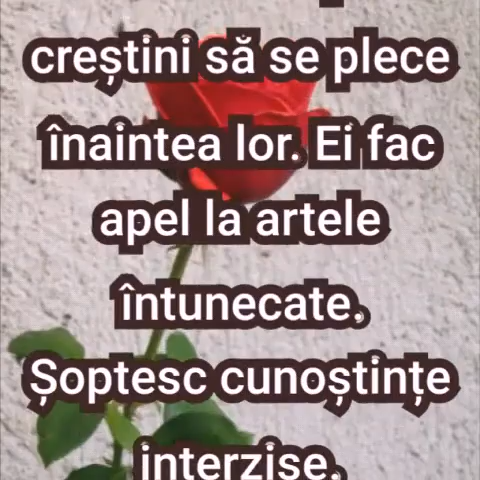 creștini să se plece
înaintea lor. Ei fac
apel la artele
întunecate.
Șoptesc cunoștințe
interzise.